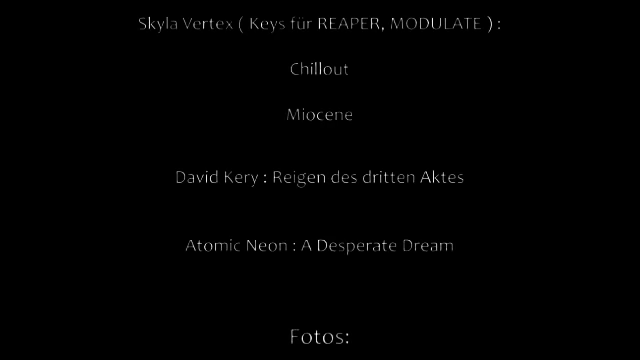 Skyla Vertex ( Keys für REAPER, MODULATE ) :
Chillout
Miocene
David Kery : Reigen des dritten Aktes
Atomic Neon : A Desperate Dream
Fotos: